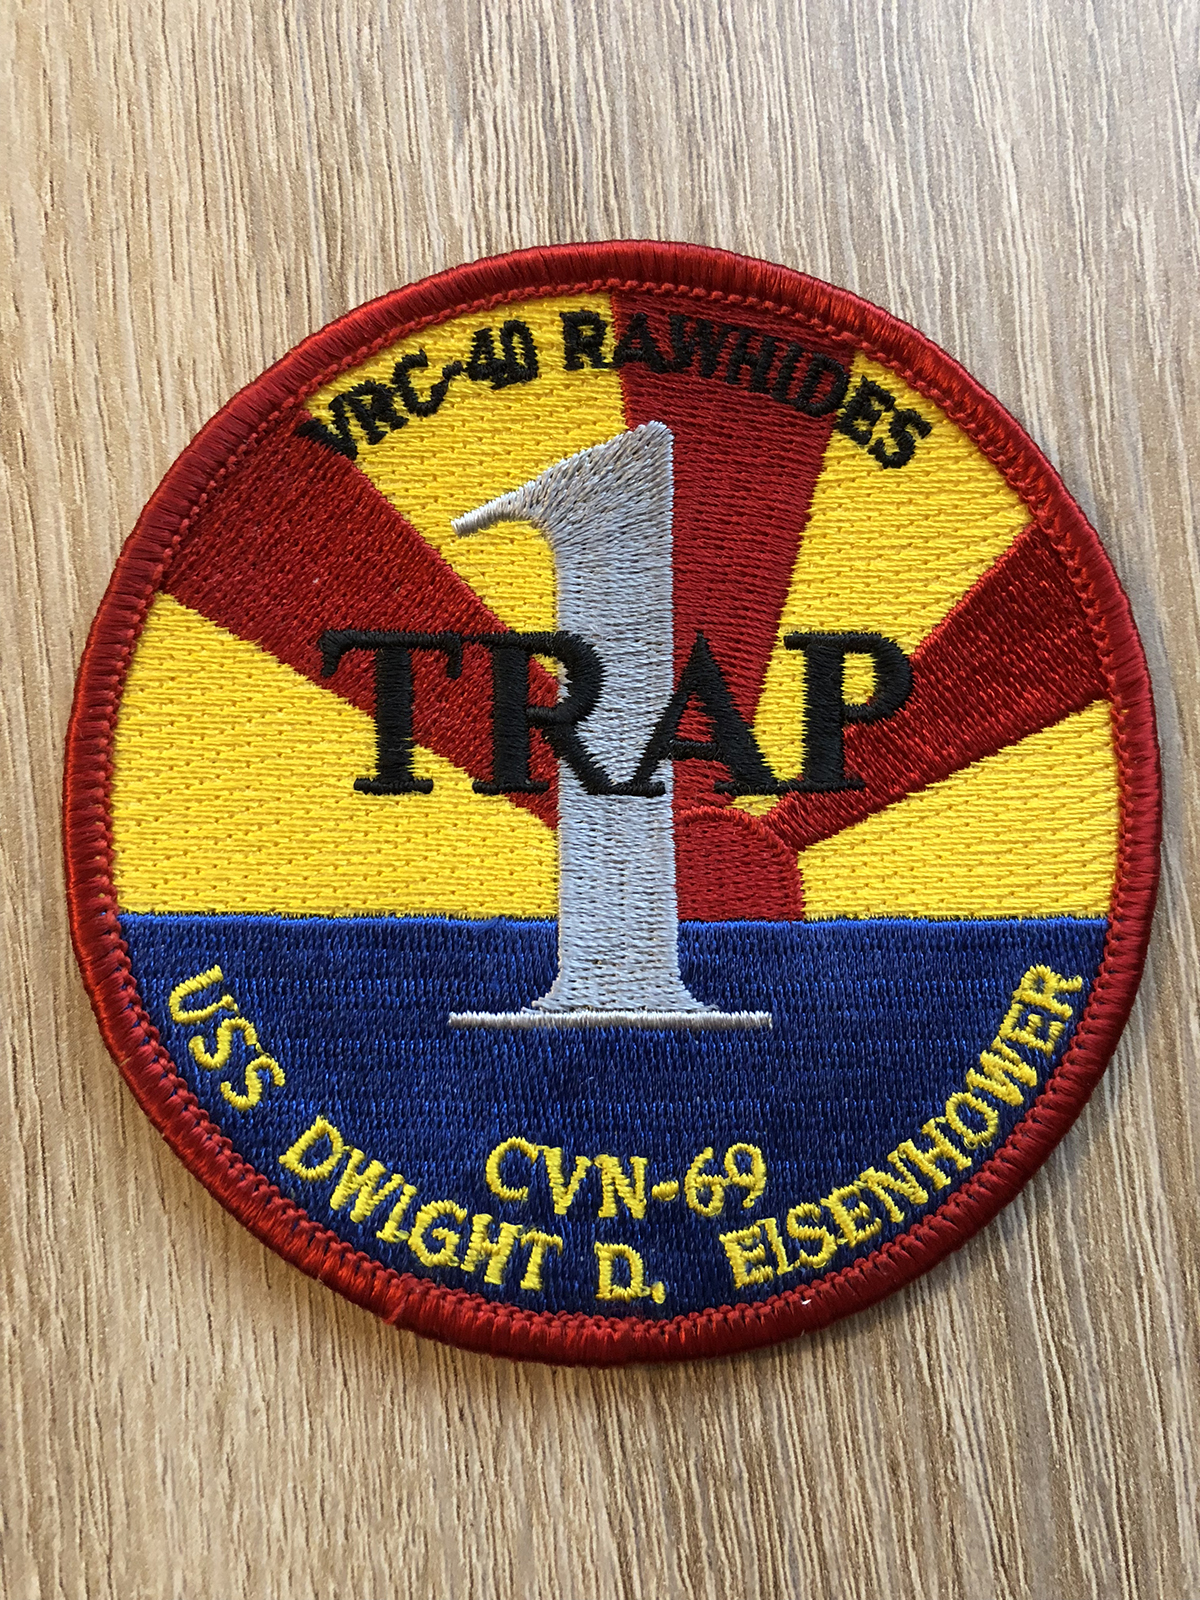 VRC-40 RAWHIDES
1
TRAP
CVN-69
USS DWIGHT D. EISENHOWER